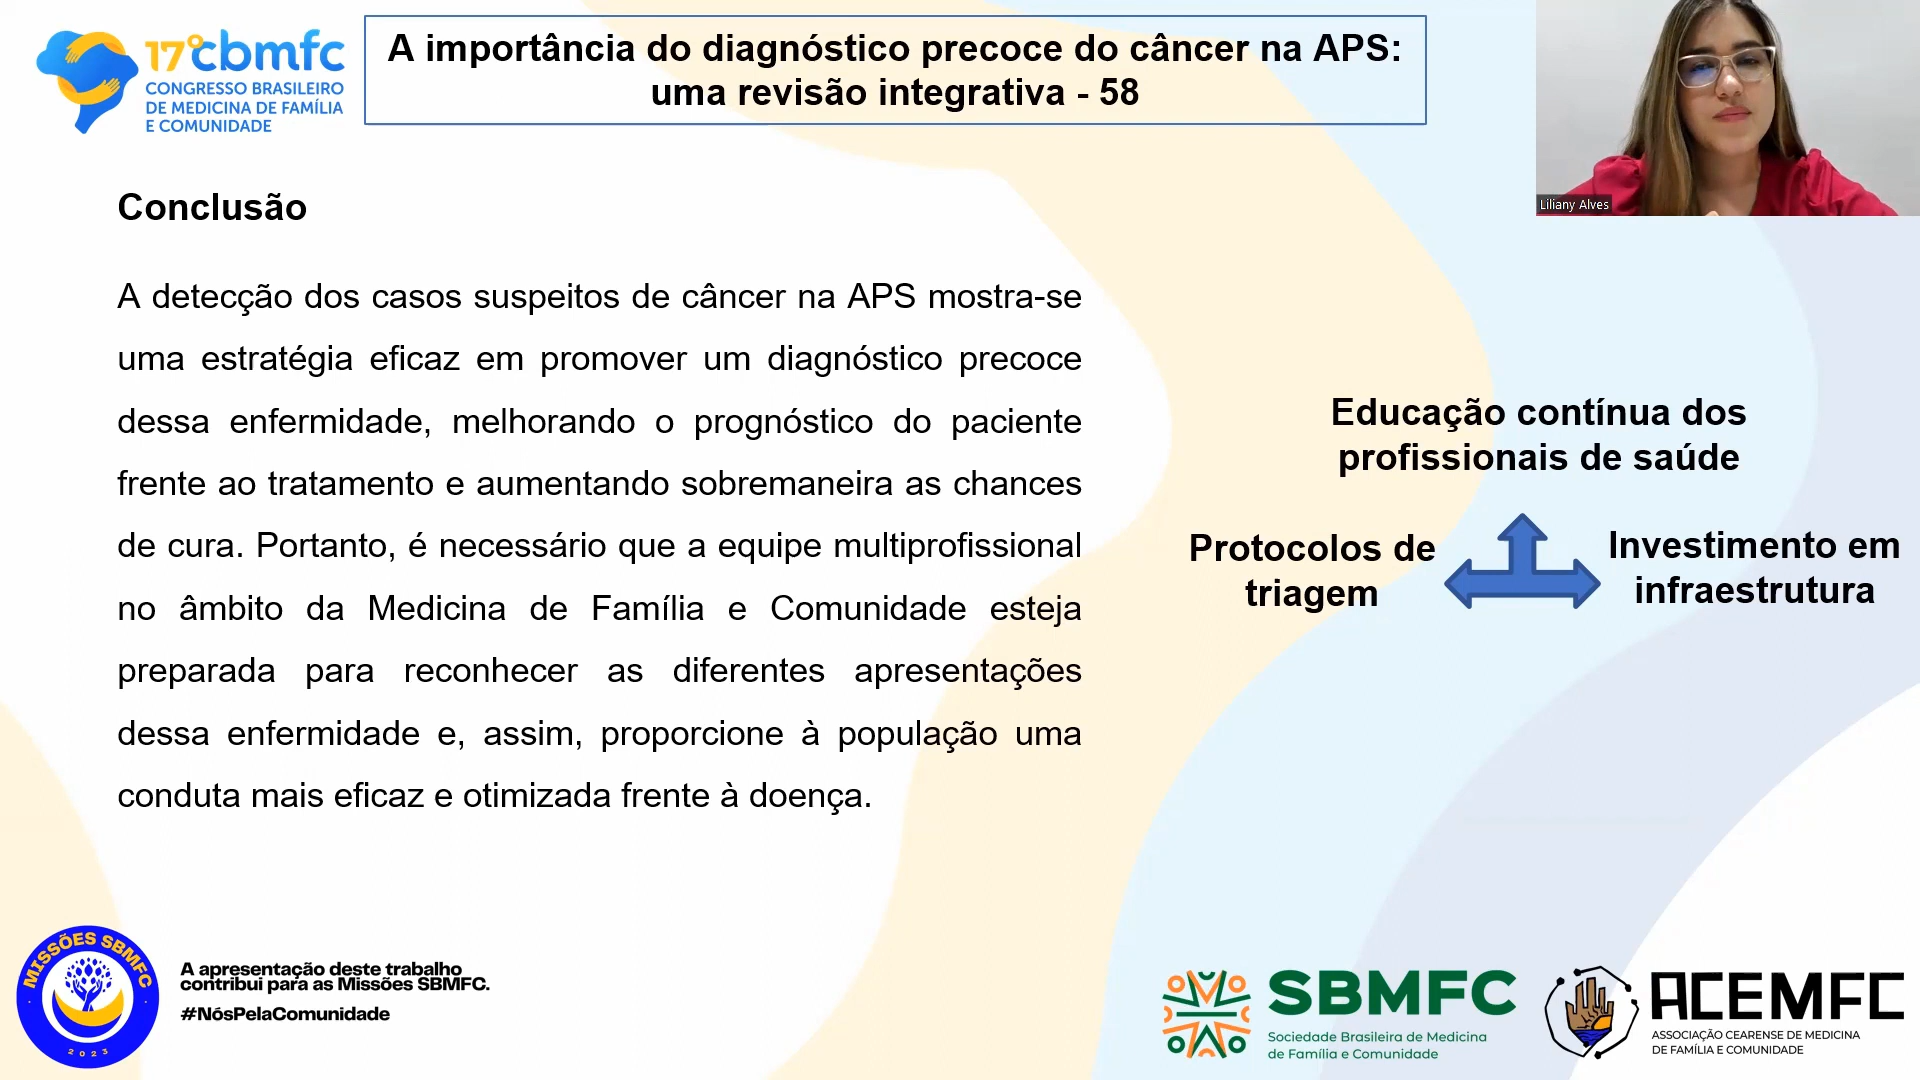 17º cbmfc
CONGRESSO BRASILEIRO
DE MEDICINA DE FAMÍLIA
E COMUNIDADE
A importância do diagnóstico precoce do câncer na APS:
uma revisão integrativa - 58
Liliany Alves
Conclusão
A detecção dos casos suspeitos de câncer na APS mostra-se
uma estratégia eficaz em promover um diagnóstico precoce
dessa enfermidade, melhorando o prognóstico do paciente
frente ao tratamento e aumentando sobremaneira as chances
de cura. Portanto, é necessário que a equipe multiprofissional
no âmbito da Medicina de Família e Comunidade esteja
preparada para reconhecer as diferentes apresentações
dessa enfermidade e, assim, proporcione à população uma
conduta mais eficaz e otimizada frente à doença.
Educação contínua dos
profissionais de saúde
Protocolos de
triagem
Investimento em
infraestrutura
MISSÕES SBMFC
2023
A apresentação deste trabalho
contribui para as Missões SBMFC.
#NósPelaComunidade
SBMFC
Sociedade Brasileira de Medicina
de Família e Comunidade
ACEMFC
ASSOCIAÇÃO CEARENSE DE MEDICINA
DE FAMÍLIA E COMUNIDADE